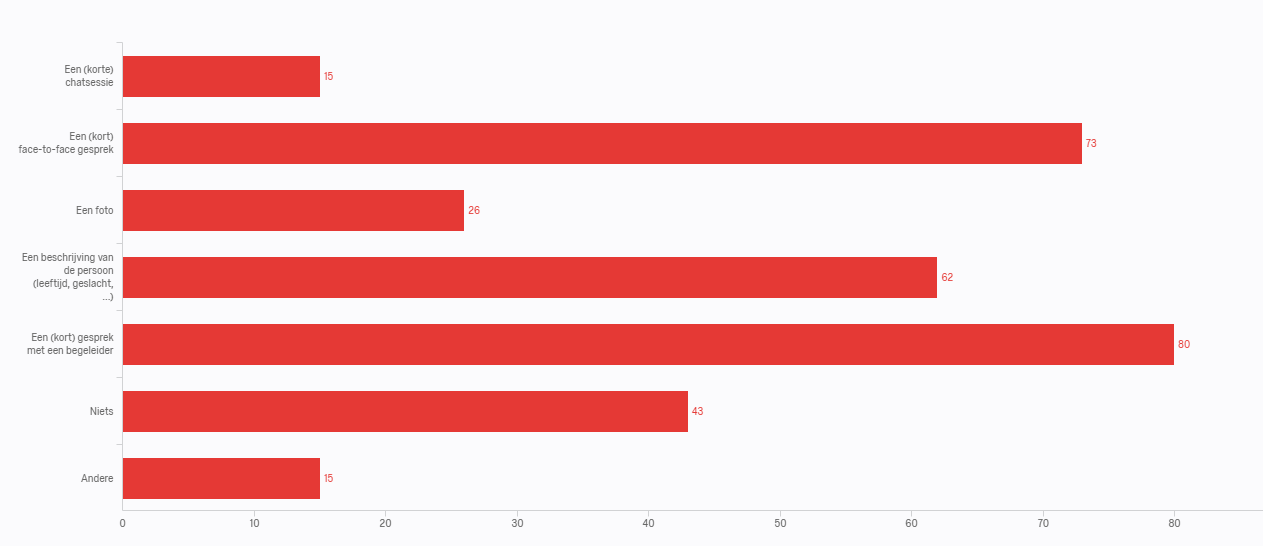 Een (korte)
chatsessie
15
Een (kort)
face-to-face gesprek
73
Een foto
26
Een beschrijving van
de persoon
(leeftijd, geslacht,
...)
62
Een (kort) gesprek
met een begeleider
80
Niets
43
Andere
15
0 10 20 30 40 50 60 70 80